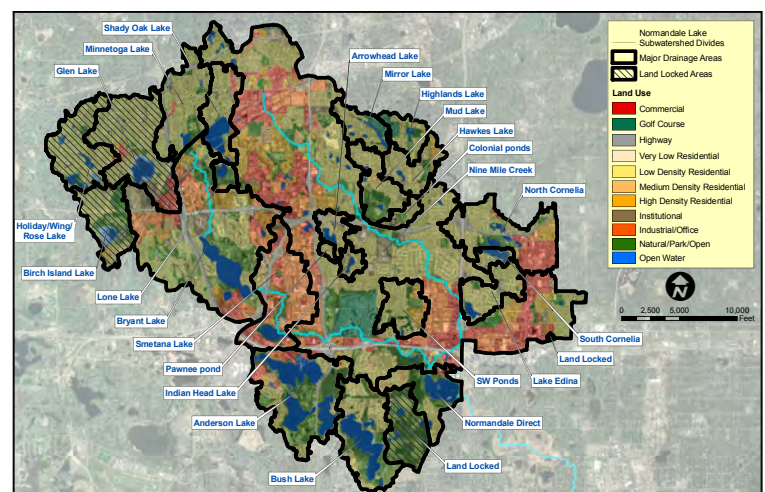 Shady Oak Lake
Minnetoga Lake
Glen Lake
Arrowhead Lake
Mirror Lake
Highlands Lake
Mud Lake
Hawkes Lake
Colonial ponds
Nine Mile Creek
North Cornelia
Holiday/Wing/
Rose Lake
Birch Island Lake
Lone Lake
Bryant Lake
Smetana Lake
Pawnee pond
Indian Head Lake
Anderson Lake
Bush Lake
Land Locked
Normandale Direct
SW Ponds
Lake Edina
Land Locked
South Cornelia
Normandale Lake
Subwatershed Divides
Major Drainage Areas
Land Locked Areas
Land Use
Commercial
Golf Course
Highway
Very Low Residential
Low Density Residential
Medium Density Residential
High Density Residential
Institutional
Industrial/Office
Natural/Park/Open
Open Water
N
0 2,500 5,000 10,000
Feet